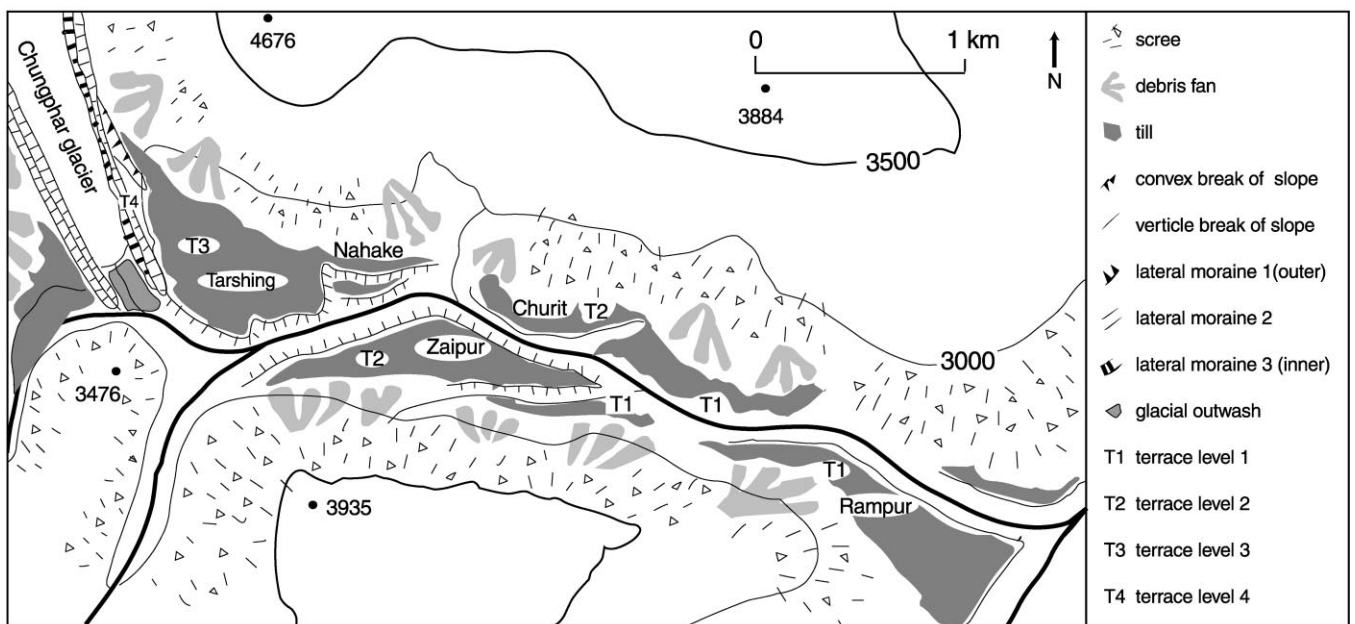 4676
0 1 km
N
3884
3500
Chungphar glacier
T4
T3
Tarshing
Nahake
Churit T2
Zaipur
T2
T1
T1
3000
3476
3935
T1
Rampur
scree
debris fan
till
convex break of slope
verticle break of slope
lateral moraine 1(outer)
lateral moraine 2
lateral moraine 3 (inner)
glacial outwash
T1 terrace level 1
T2 terrace level 2
T3 terrace level 3
T4 terrace level 4